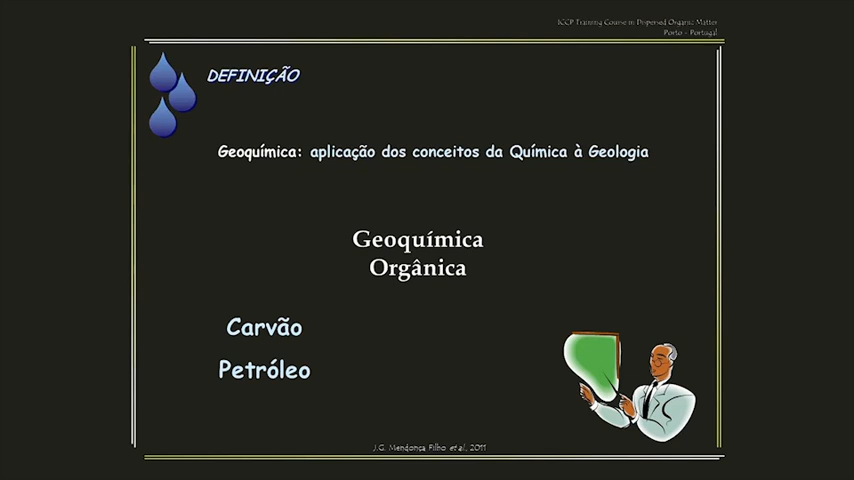 ICCP Training Course in Dispersed Organic Matter
Porto - Portugal
DEFINIÇÃO
Geoquímica: aplicação dos conceitos da Química à Geologia
Geoquímica
Orgânica
Carvão
Petróleo
J.G. Mendonça Filho et al., 2011